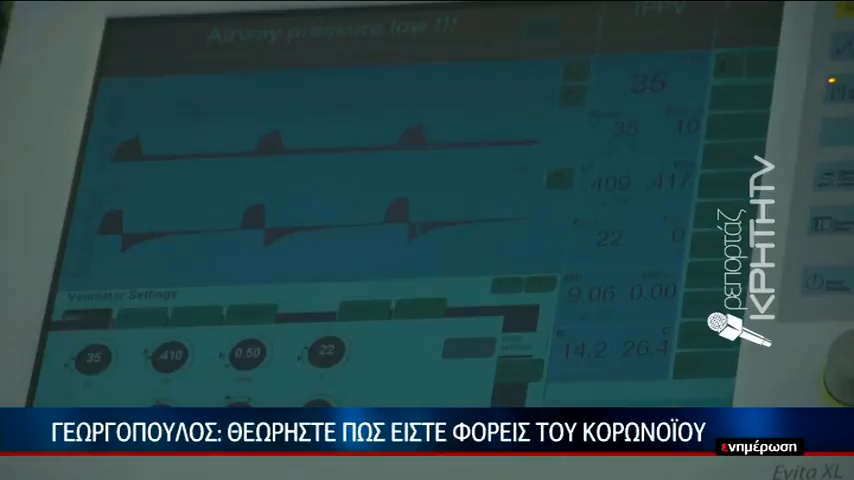 Airway pressure low !!!
IPPV
35
35 10
.409 .417
22 0
9.06 0.00
14.2 26.4
Ventilator Settings
35 .410 0.50 22
ρεπορτάζ
ΚΡΗΤΗTV
ΓΕΩΡΓΟΠΟΥΛΟΣ: ΘΕΩΡΗΣΤΕ ΠΩΣ ΕΙΣΤΕ ΦΟΡΕΙΣ ΤΟΥ ΚΟΡΩΝΟΪΟΥ
ενημέρωση
Evita XL